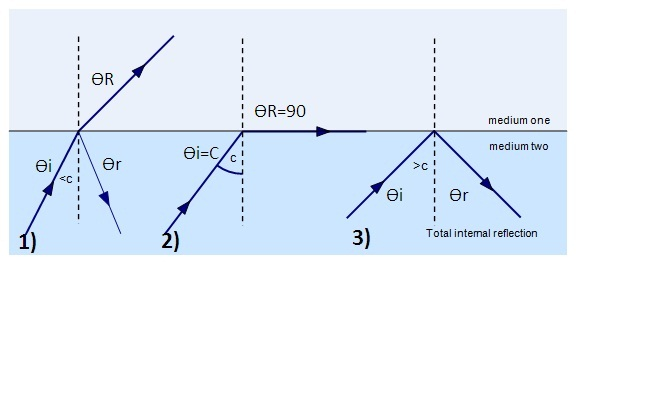 ϴR
ϴi
<c
ϴr
1)
ϴR=90
ϴi=C
c
2)
medium one
medium two
>c
ϴi
ϴr
3)
Total internal reflection